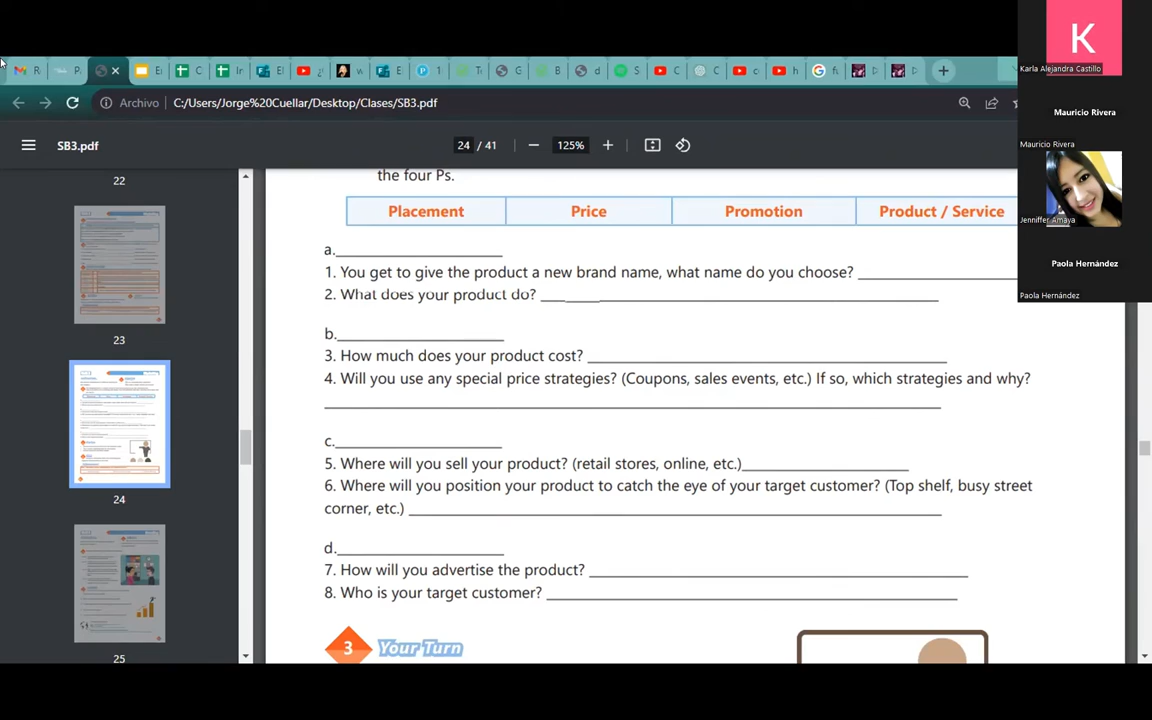 K
Karla Alejandra Castillo
Mauricio Rivera
Mauricio Rivera
Jenniffer Amaya
Paola Hernández
Paola Hernández
Archivo C:/Users/Jorge%20Cuellar/Desktop/Clases/SB3.pdf
SB3.pdf 24 / 41 125%
22
23
24
25
the four Ps.
Placement Price Promotion Product / Service
a.
1. You get to give the product a new brand name, what name do you choose?
2. What does your product do?
b.
3. How much does your product cost?
4. Will you use any special price strategies? (Coupons, sales events, etc.) If so, which strategies and why?
c.
5. Where will you sell your product? (retail stores, online, etc.)
6. Where will you position your product to catch the eye of your target customer? (Top shelf, busy street
corner, etc.)
d.
7. How will you advertise the product?
8. Who is your target customer?
3 Your Turn